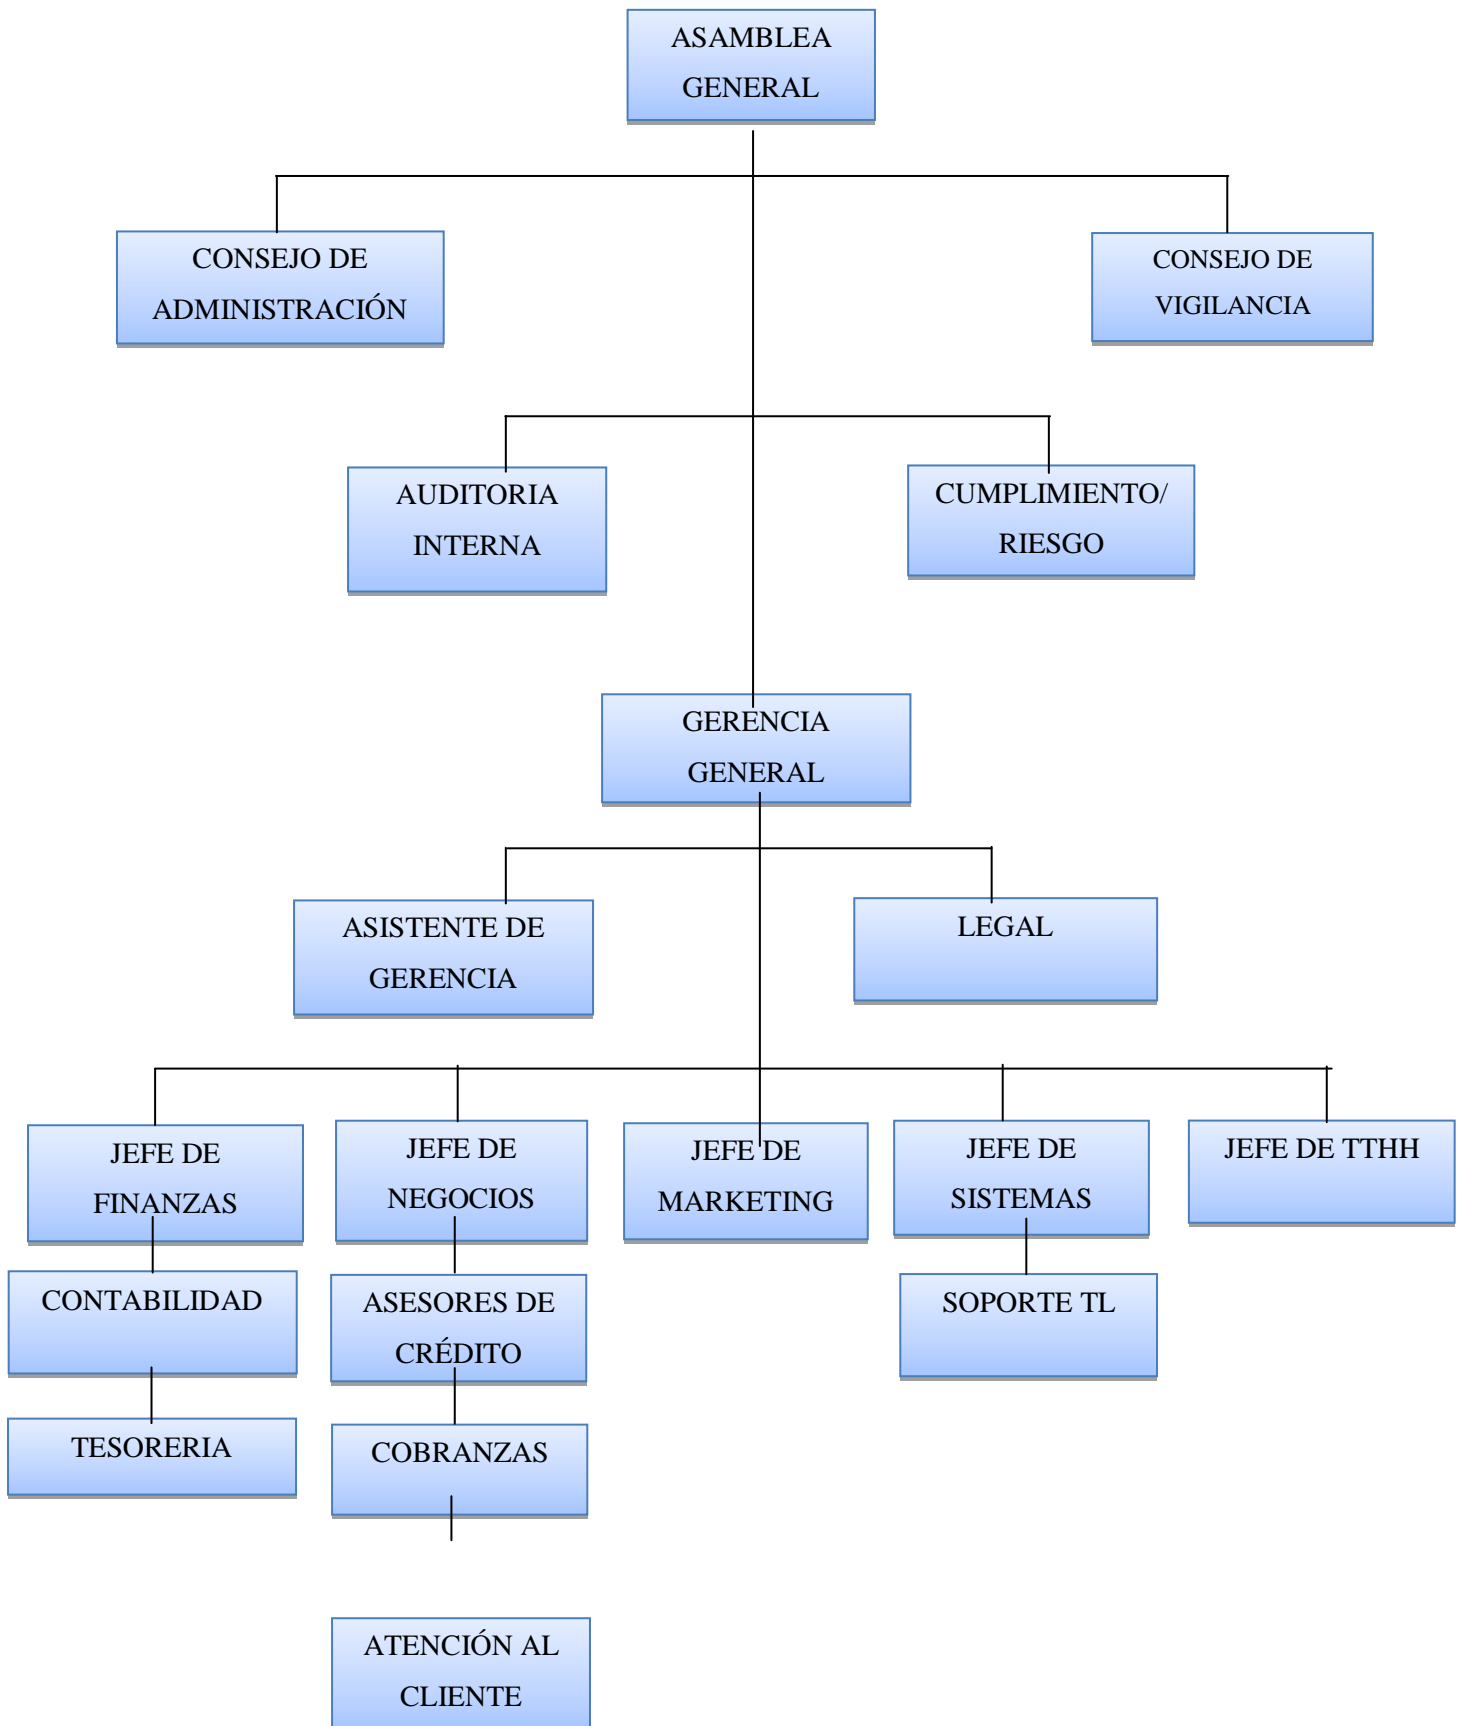 ASAMBLEA
GENERAL
CONSEJO DE
ADMINISTRACIÓN
CONSEJO DE
VIGILANCIA
AUDITORIA
INTERNA
CUMPLIMIENTO/
RIESGO
GERENCIA
GENERAL
ASISTENTE DE
GERENCIA
LEGAL
JEFE DE
FINANZAS
JEFE DE
NEGOCIOS
JEFE DE
MARKETING
JEFE DE
SISTEMAS
JEFE DE TTHH
CONTABILIDAD
ASESORES DE
CRÉDITO
SOPORTE TL
TESORERIA
COBRANZAS
ATENCIÓN AL
CLIENTE